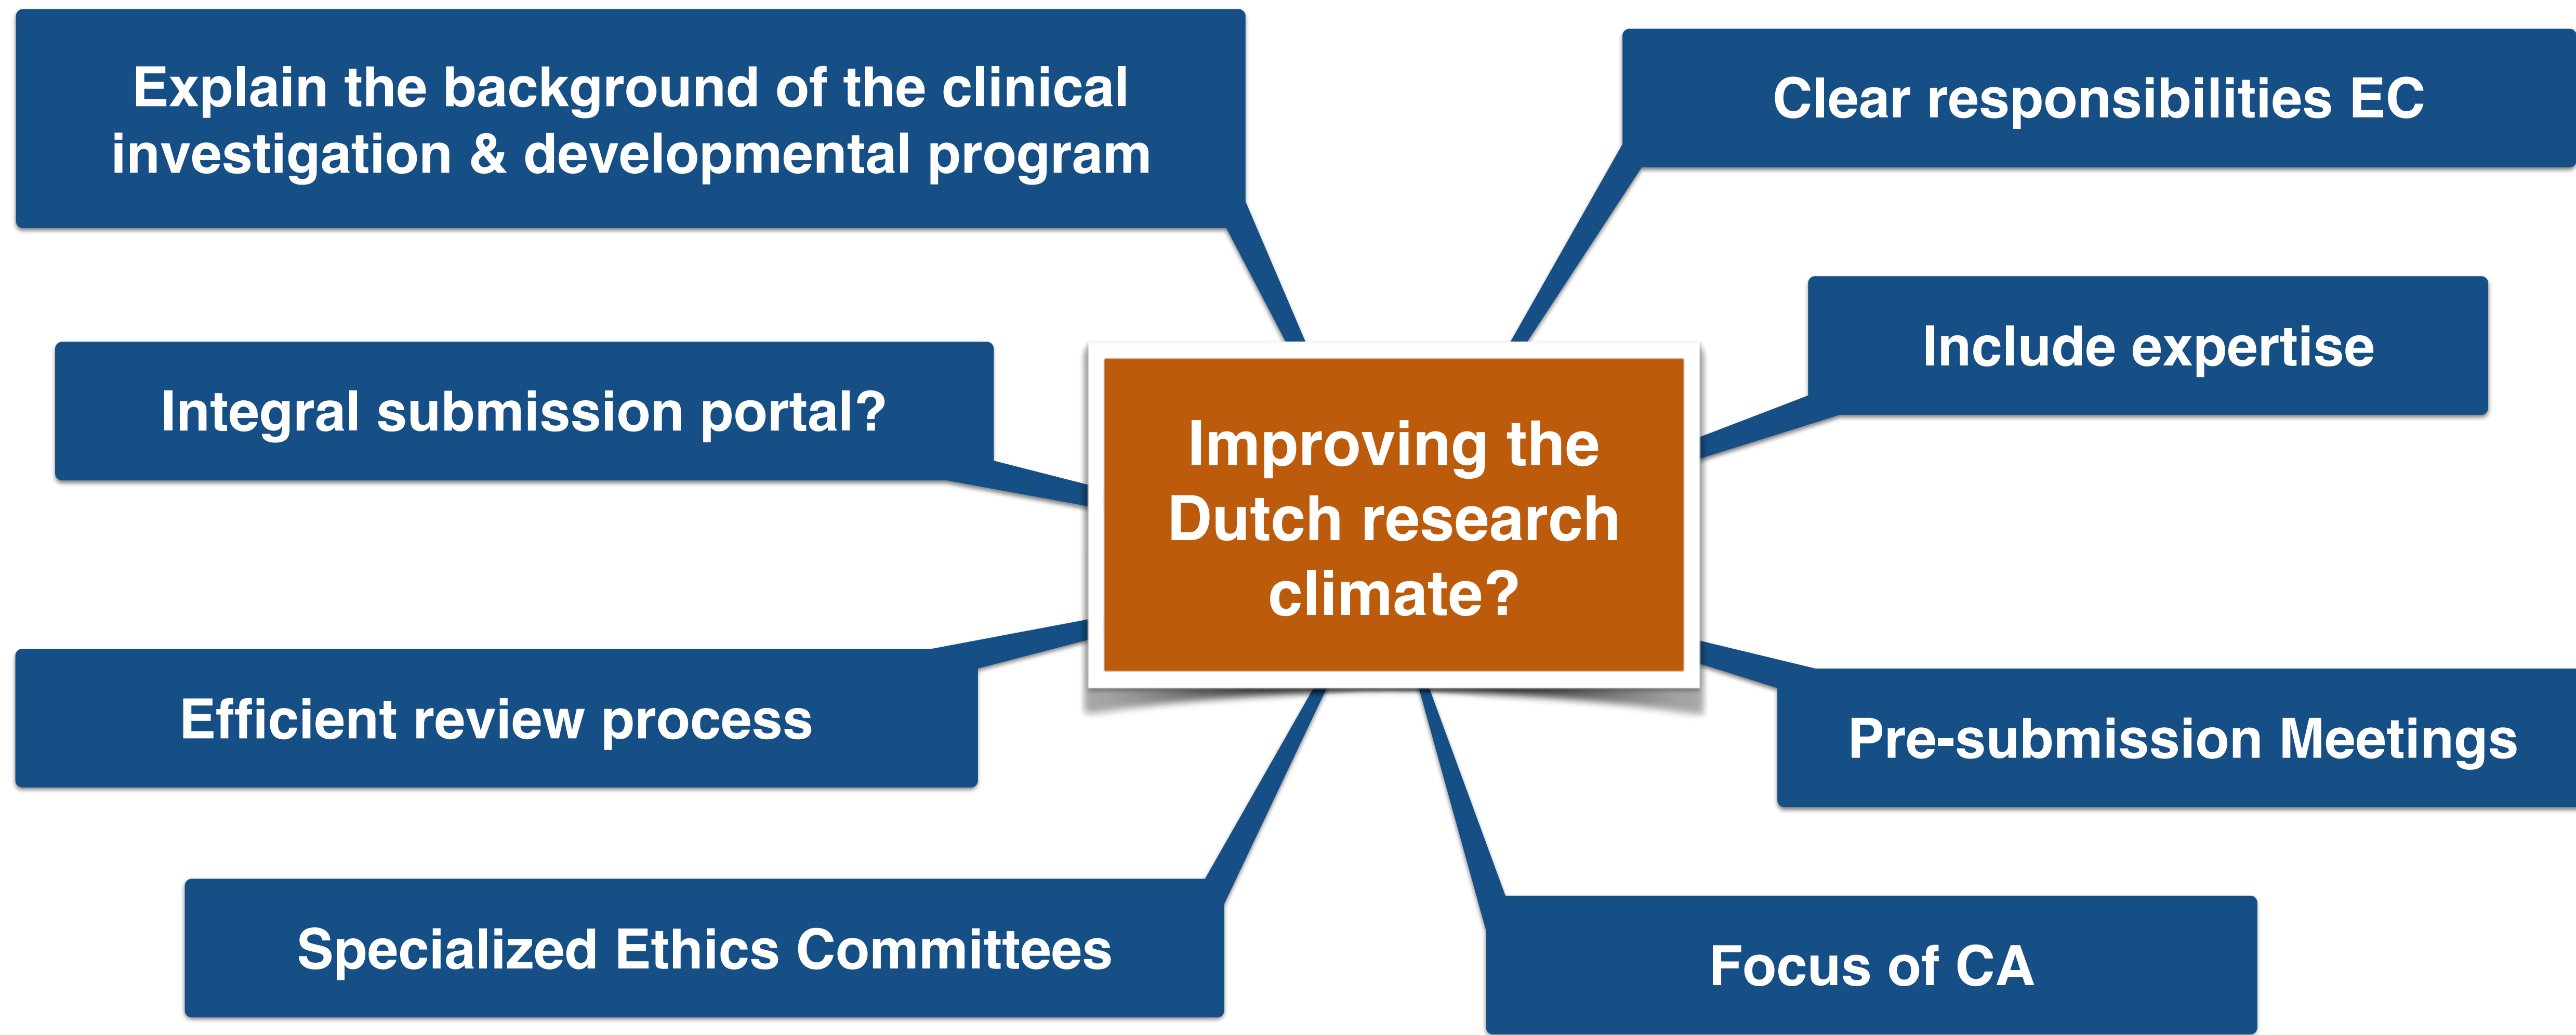 Explain the background of the clinical
investigation & developmental program
Clear responsibilities EC
Include expertise
Integral submission portal?
Improving the
Dutch research
climate?
Efficient review process
Pre-submission Meetings
Specialized Ethics Committees
Focus of CA